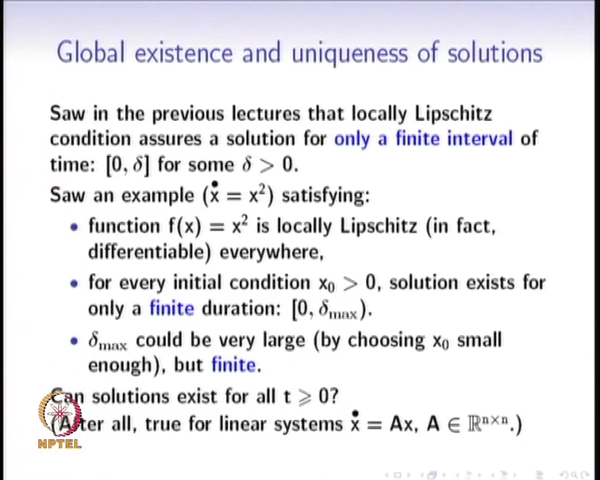 Global existence and uniqueness of solutions
Saw in the previous lectures that locally Lipschitz
condition assures a solution for only a finite interval of
time: [0, δ] for some δ > 0.
Saw an example (ẋ = x²) satisfying:
• function f(x) = x² is locally Lipschitz (in fact,
differentiable) everywhere,
• for every initial condition x₀ > 0, solution exists for
only a finite duration: [0, δₘₐₓ).
• δₘₐₓ could be very large (by choosing x₀ small
enough), but finite.
Can solutions exist for all t ⩾ 0?
(After all, true for linear systems ẋ = Ax, A ∈ ℝⁿˣⁿ.)
NPTEL